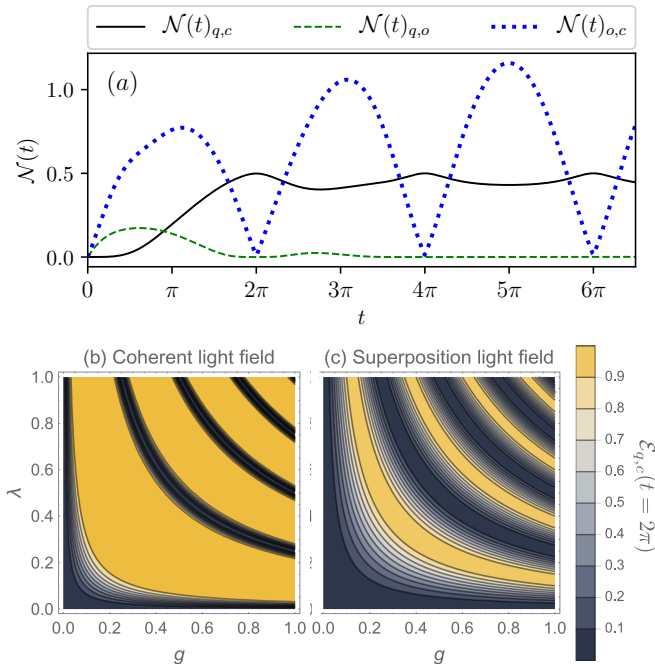 𝒩(t)q,c 𝒩(t)q,o 𝒩(t)o,c
(a)
𝒩(t)
1.0
0.5
0.0
0 π 2π 3π 4π 5π 6π
t
(b) Coherent light field (c) Superposition light field
λ
1.0
0.8
0.6
0.4
0.2
0.0
0.0 0.2 0.4 0.6 0.8 1.0 0.0 0.2 0.4 0.6 0.8 1.0
g g
0.9
0.8
0.7
0.6
0.5
0.4
0.3
0.2
0.1
ℰq,c(t = 2π)